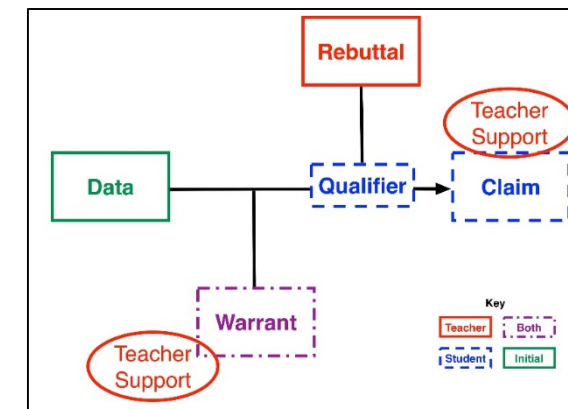 Rebuttal
Teacher
Support
Data
Qualifier
Claim
Warrant
Teacher
Support
Key
Teacher
Both
Student
Initial